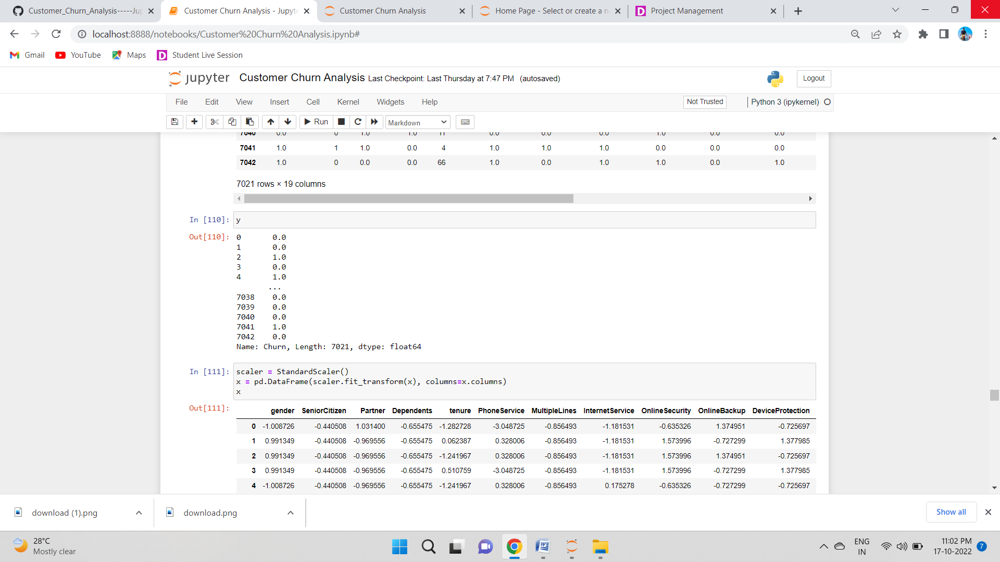 Customer_Churn_Analysis-----Ju
Customer Churn Analysis - Jupyt
Customer Churn Analysis
Home Page - Select or create a n
Project Management
localhost:8888/notebooks/Customer%20Churn%20Analysis.ipynb#
Gmail
YouTube
Maps
Student Live Session
jupyter
Customer Churn Analysis Last Checkpoint: Last Thursday at 7:47 PM (autosaved)
Logout
File Edit View Insert Cell Kernel Widgets Help
Not Trusted
Python 3 (ipykernel)
Run
Markdown
7040 0.0 0 1.0 1.0 11 0.0 0.0 0.0 1.0 0.0 0.0
7041 1.0 1 1.0 0.0 4 1.0 1.0 1.0 0.0 0.0 0.0
7042 1.0 0 0.0 0.0 66 1.0 0.0 1.0 1.0 0.0 1.0
7021 rows × 19 columns
In [110]: y
Out[110]: 0 0.0
1 0.0
2 1.0
3 0.0
4 1.0
...
7038 0.0
7039 0.0
7040 0.0
7041 1.0
7042 0.0
Name: Churn, Length: 7021, dtype: float64
In [111]: scaler = StandardScaler()
x = pd.DataFrame(scaler.fit_transform(x), columns=x.columns)
x
Out[111]:
gender SeniorCitizen Partner Dependents tenure PhoneService MultipleLines InternetService OnlineSecurity OnlineBackup DeviceProtection
0 -1.008726 -0.440508 1.031400 -0.655475 -1.282728 -3.048725 -0.856493 -1.181531 -0.635326 1.374951 -0.725697
1 0.991349 -0.440508 -0.969556 -0.655475 0.062387 0.328006 -0.856493 -1.181531 1.573996 -0.727299 1.377985
2 0.991349 -0.440508 -0.969556 -0.655475 -1.241967 0.328006 -0.856493 -1.181531 1.573996 1.374951 -0.725697
3 0.991349 -0.440508 -0.969556 -0.655475 0.510759 -3.048725 -0.856493 -1.181531 1.573996 -0.727299 1.377985
4 -1.008726 -0.440508 -0.969556 -0.655475 -1.241967 0.328006 -0.856493 0.175278 -0.635326 -0.727299 -0.725697
download (1).png
download.png
Show all
28°C
Mostly clear
ENG
IN
11:02 PM
17-10-2022
7